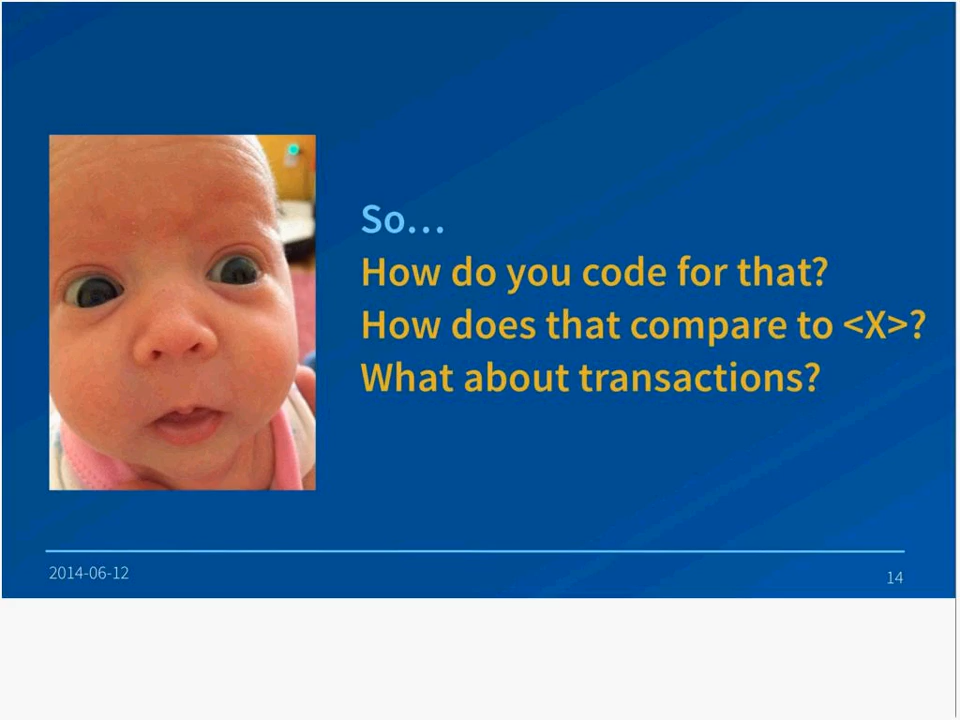 So...
How do you code for that?
How does that compare to <X>?
What about transactions?
2014-06-12
14